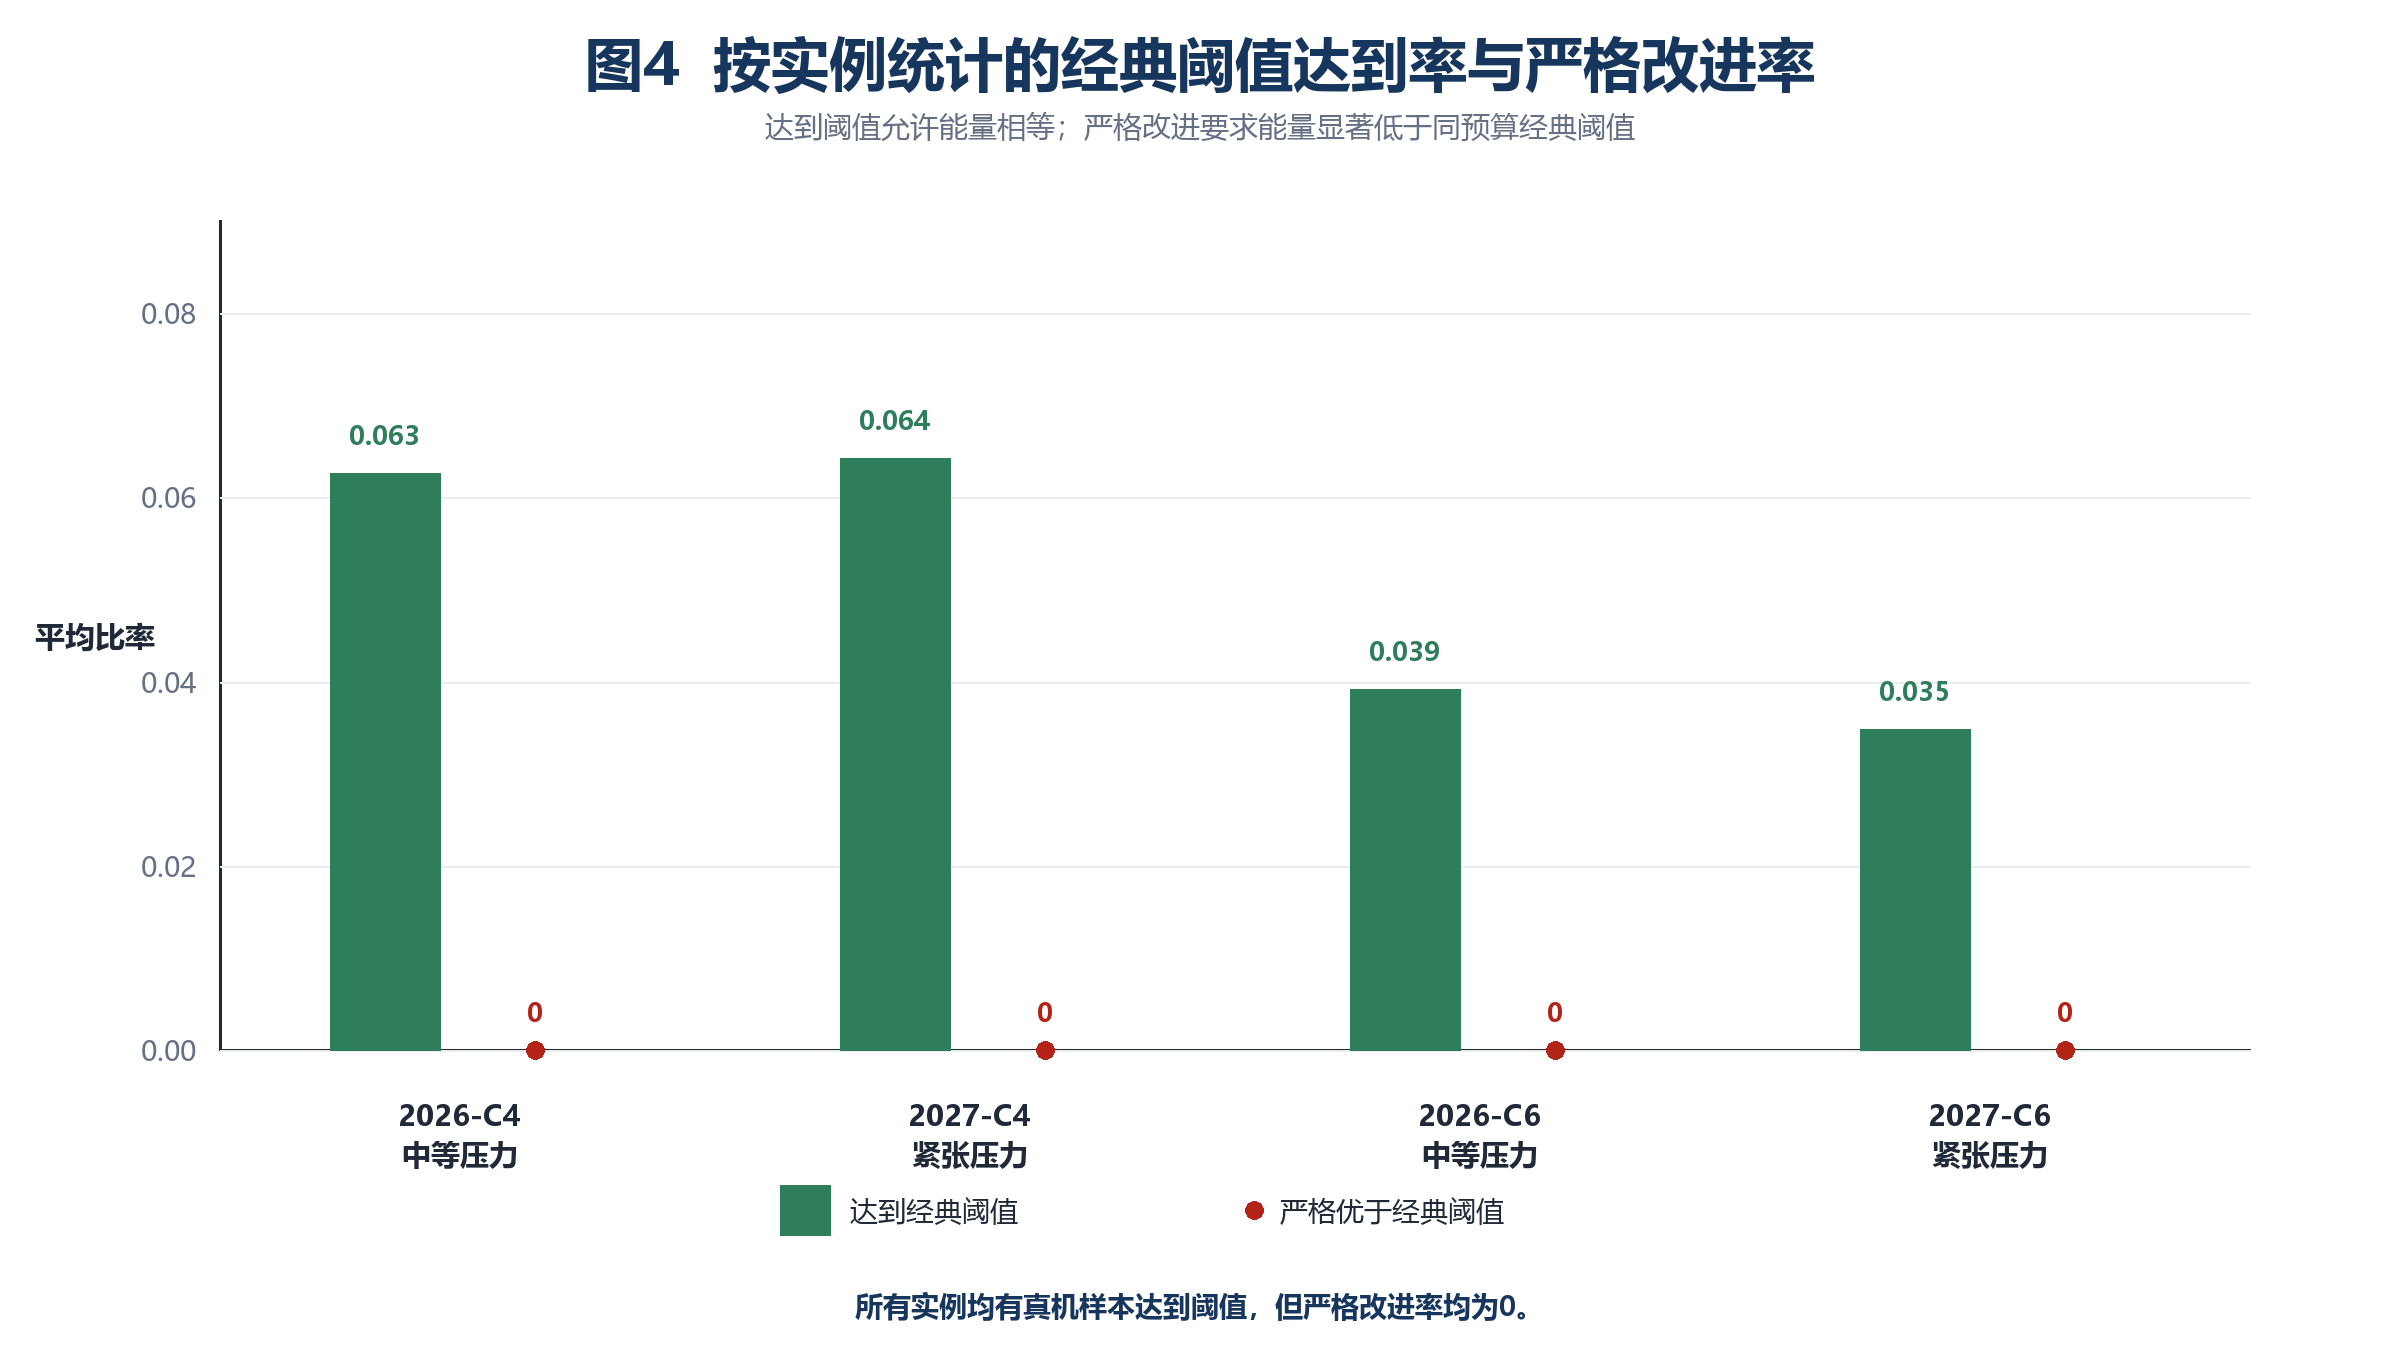 图4 按实例统计的经典阈值达到率与严格改进率
达到阈值允许能量相等；严格改进要求能量显著低于同预算经典阈值
0.08
0.06
0.04
0.02
0.00
平均比率
0.063
0.064
0.039
0.035
0
0
0
0
2026-C4
中等压力
2027-C4
紧张压力
2026-C6
中等压力
2027-C6
紧张压力
达到经典阈值
严格优于经典阈值
所有实例均有真机样本达到阈值，但严格改进率均为0。